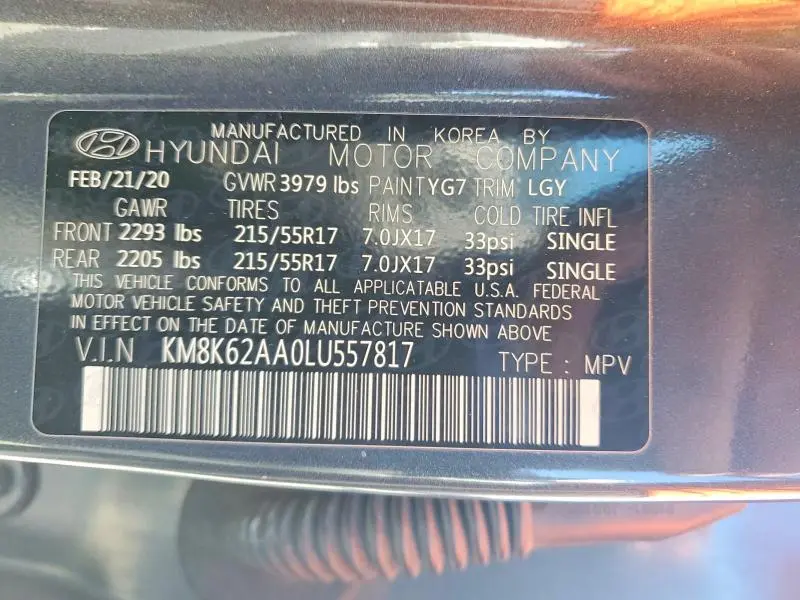 MANUFACTURED IN KOREA BY
HYUNDAI MOTOR COMPANY
FEB/21/20 GVWR 3979 lbs PAINT YG7 TRIM LGY
GAWR TIRES RIMS COLD TIRE INFL
FRONT 2293 lbs 215/55R17 7.0JX17 33psi SINGLE
REAR 2205 lbs 215/55R17 7.0JX17 33psi SINGLE
THIS VEHICLE CONFORMS TO ALL APPLICATABLE U.S.A. FEDERAL
MOTOR VEHICLE SAFETY AND THEFT PREVENTION STANDARDS
IN EFFECT ON THE DATE OF MANUFACTURE SHOWN ABOVE
V.I.N KM8K62AA0LU557817 TYPE : MPV